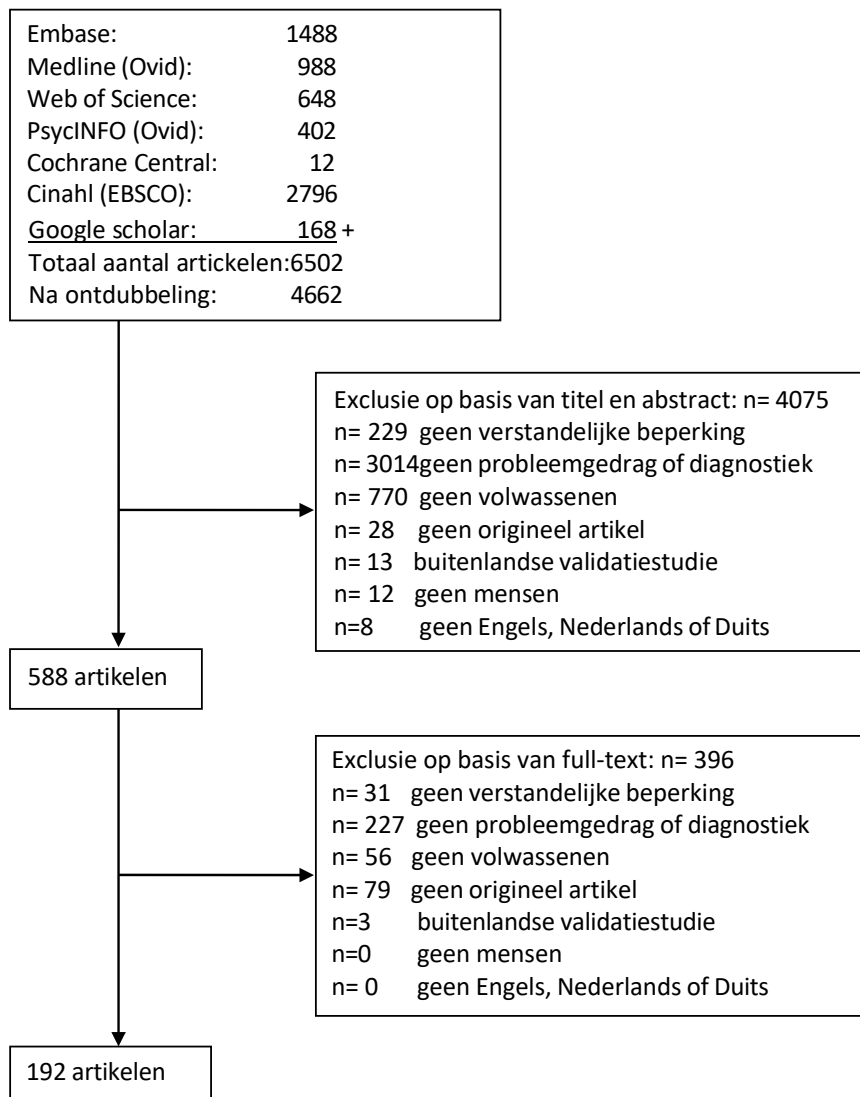 Embase: 1488
Medline (Ovid): 988
Web of Science: 648
PsycINFO (Ovid): 402
Cochrane Central: 12
Cinahl (EBSCO): 2796
Google scholar: 168 +
Totaal aantal artickelen:6502
Na ontdubbeling: 4662
Exclusie op basis van titel en abstract: n= 4075
n= 229 geen verstandelijke beperking
n= 3014geen probleemgedrag of diagnostiek
n= 770 geen volwassenen
n= 28 geen origineel artikel
n= 13 buitenlandse validatiestudie
n= 12 geen mensen
n=8 geen Engels, Nederlands of Duits
588 artikelen
Exclusie op basis van full-text: n= 396
n= 31 geen verstandelijke beperking
n= 227 geen probleemgedrag of diagnostiek
n= 56 geen volwassenen
n= 79 geen origineel artikel
n=3 buitenlandse validatiestudie
n=0 geen mensen
n= 0 geen Engels, Nederlands of Duits
192 artikelen